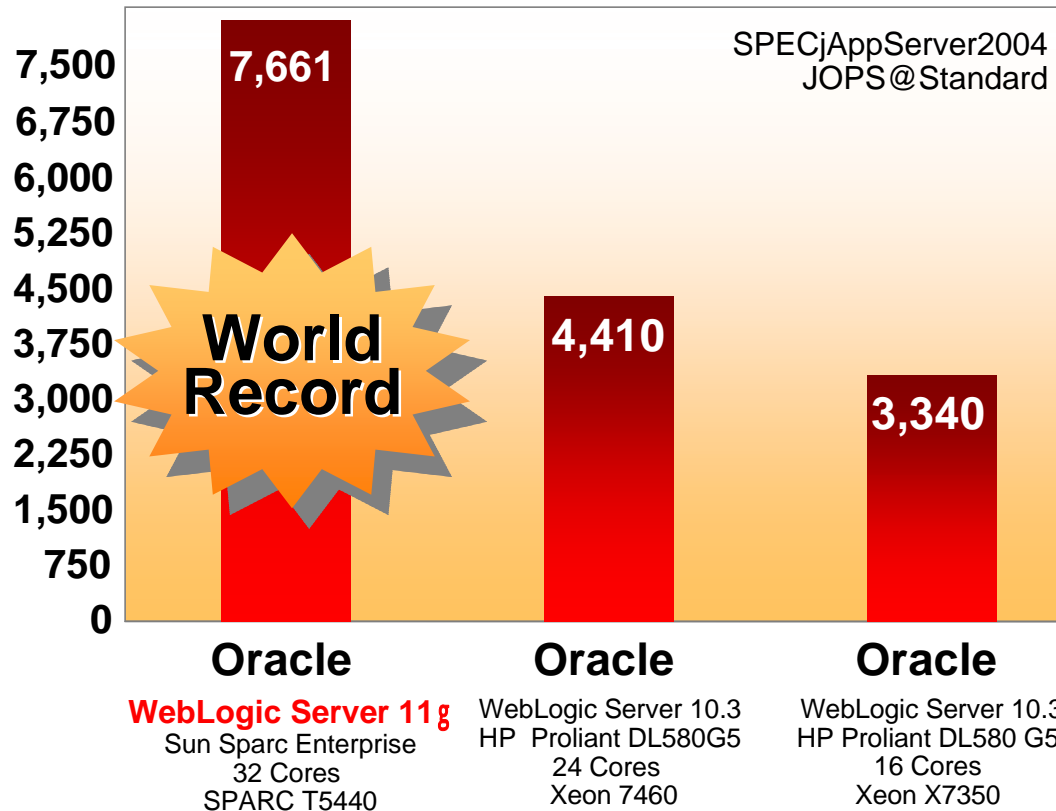 SPECjAppServer2004
JOPS@Standard
7,500
6,750
6,000
5,250
4,500
3,750
3,000
2,250
1,500
750
0
7,661
World
Record
4,410
3,340
Oracle
WebLogic Server 11g
Sun Sparc Enterprise
32 Cores
SPARC T5440
Oracle
WebLogic Server 10.3
HP Proliant DL580G5
24 Cores
Xeon 7460
Oracle
WebLogic Server 10.3
HP Proliant DL580 G5
16 Cores
Xeon X7350